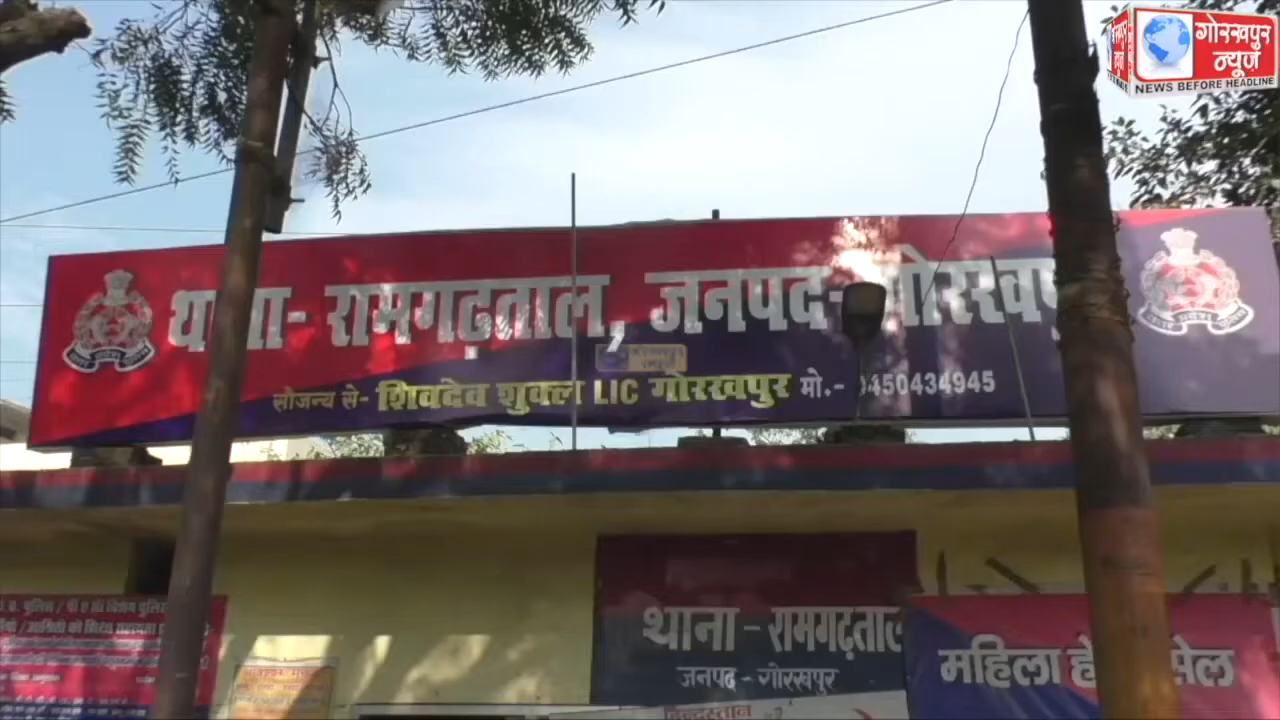 गोरखपुर
न्यूज़
NEWS BEFORE HEADLINE
थाना- रामगढ़ताल, जनपद- गोरखपुर
सौजन्य से- शिवदेव शुक्ल LIC गोरखपुर मो.- 9450434945
थाना - रामगढ़ताल
जनपद - गोरखपुर
महिला सेल
हिन्दुस्तान